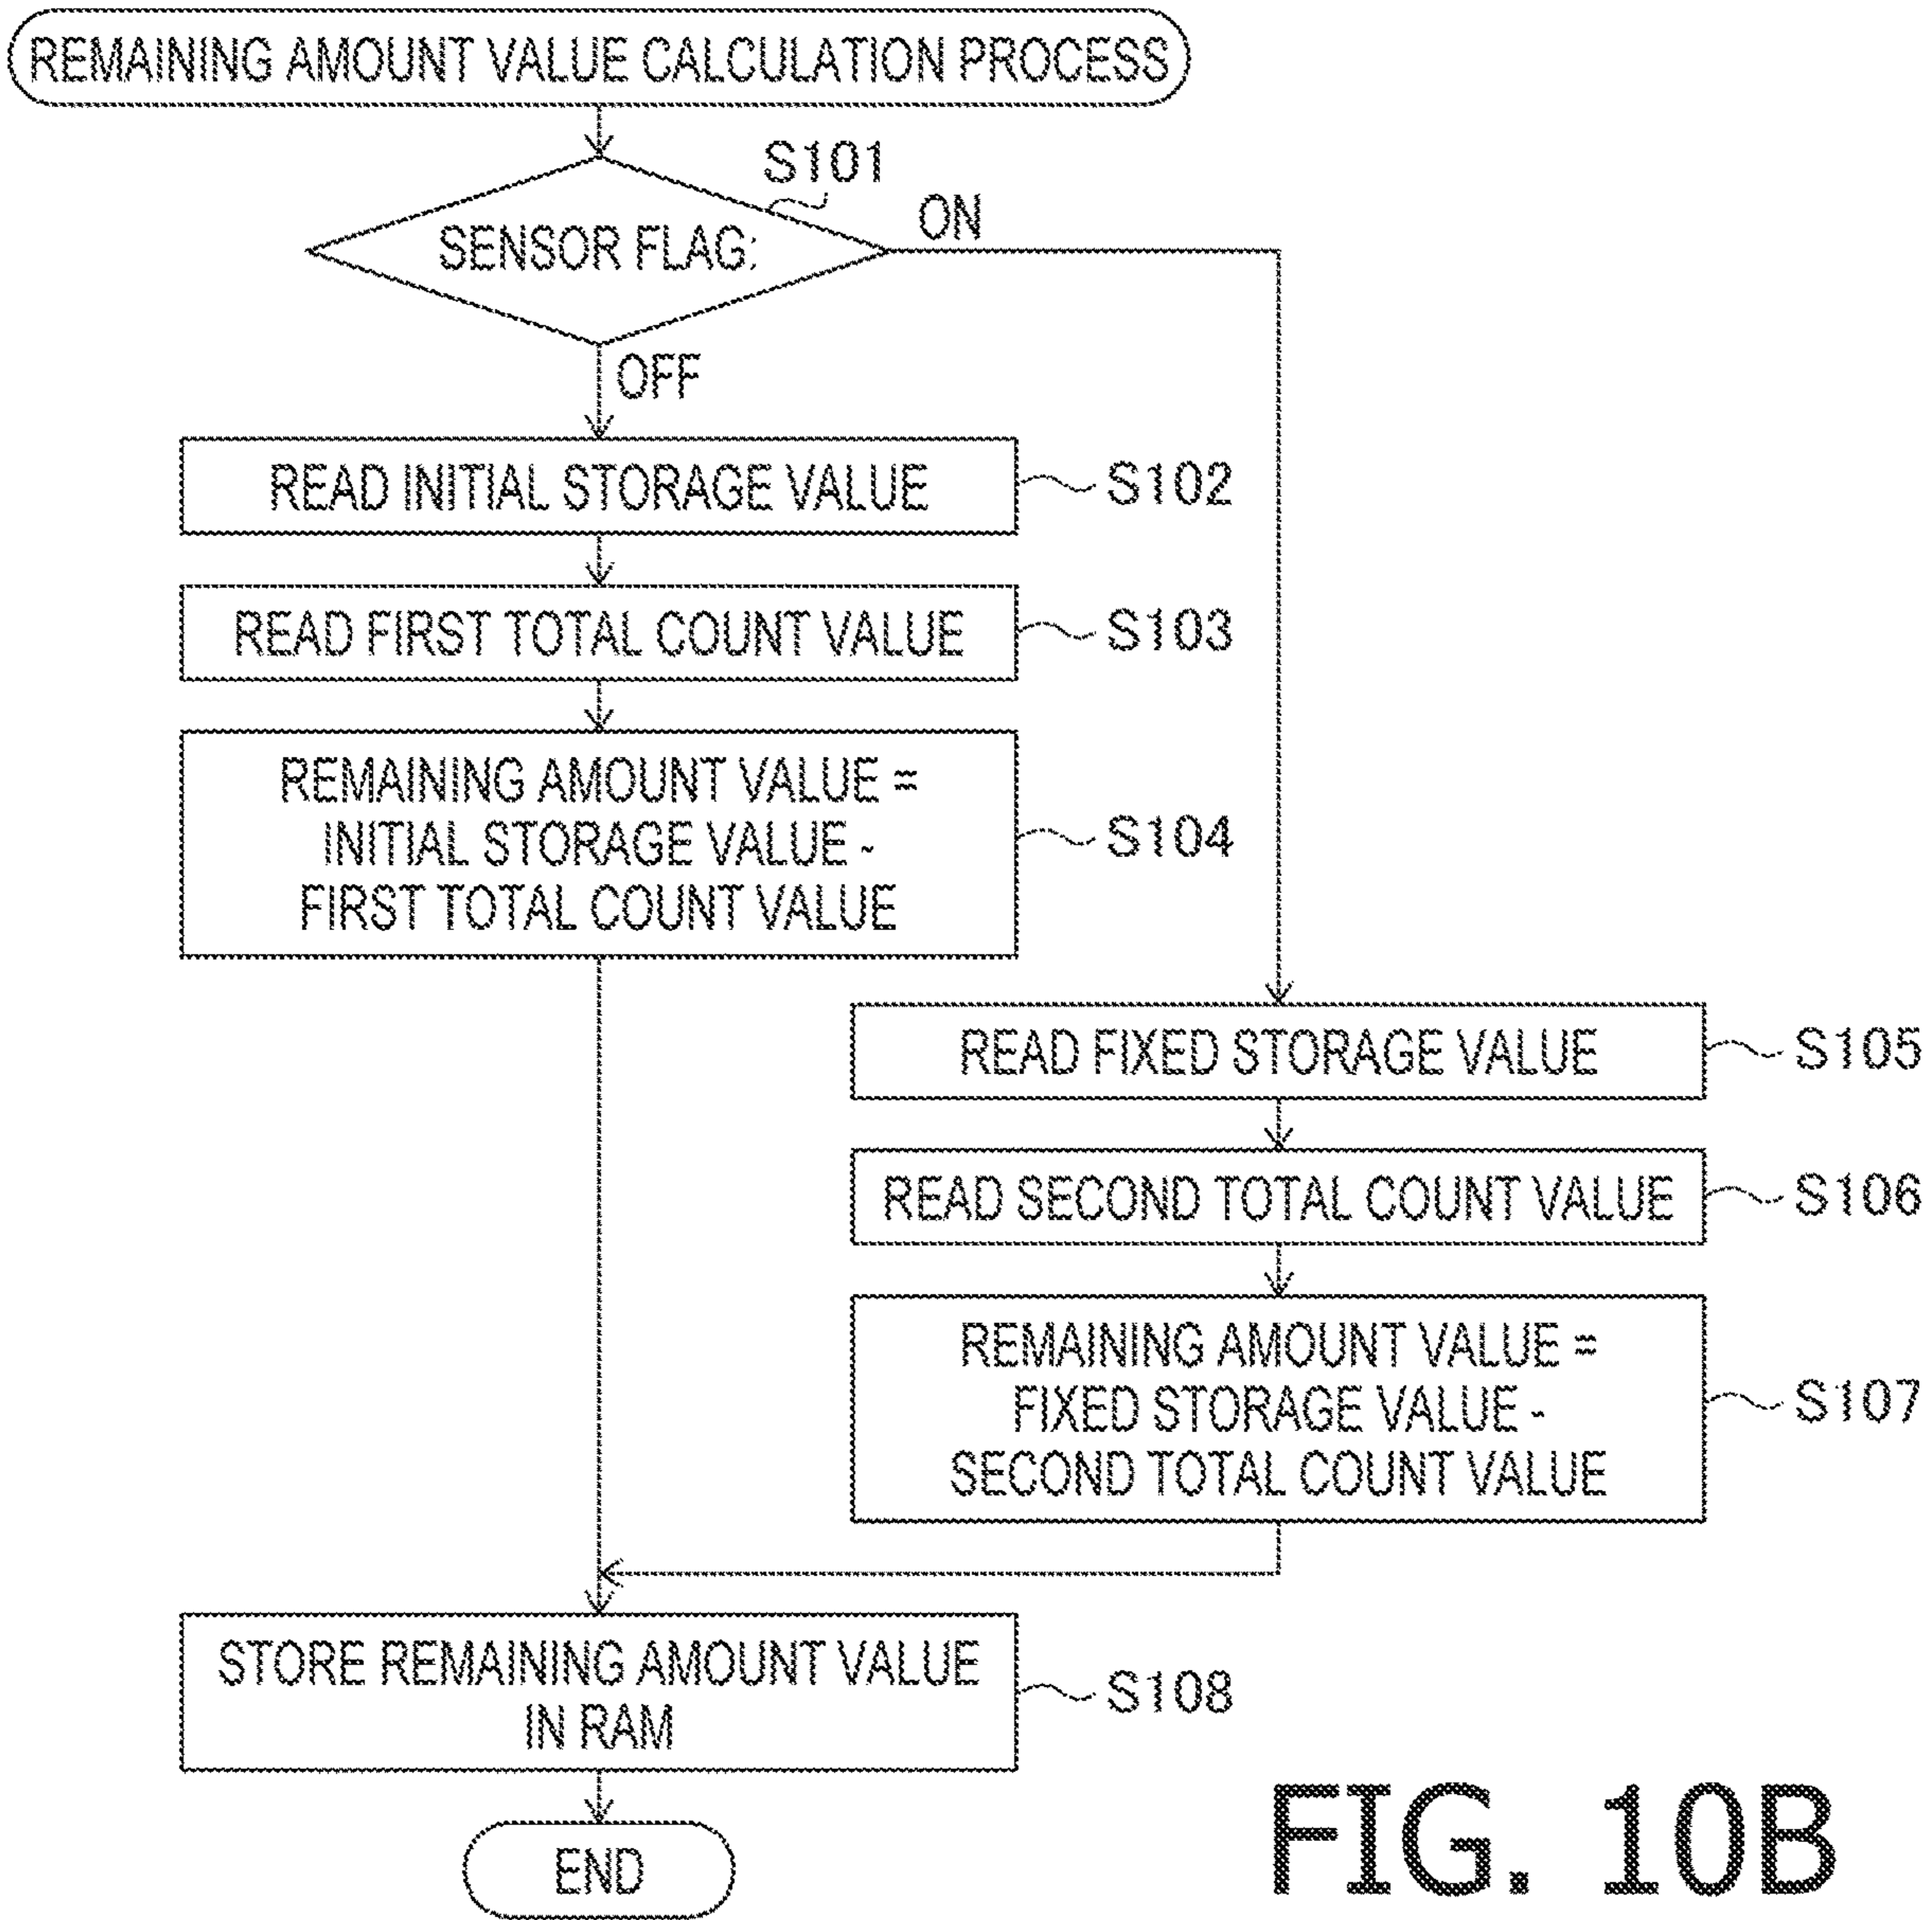 REMAINING AMOUNT VALUE CALCULATION PROCESS
S101
SENSOR FLAG:
ON
OFF
READ INITIAL STORAGE VALUE
S102
READ FIRST TOTAL COUNT VALUE
S103
REMAINING AMOUNT VALUE =
INITIAL STORAGE VALUE -
FIRST TOTAL COUNT VALUE
S104
READ FIXED STORAGE VALUE
S105
READ SECOND TOTAL COUNT VALUE
S106
REMAINING AMOUNT VALUE =
FIXED STORAGE VALUE -
SECOND TOTAL COUNT VALUE
S107
STORE REMAINING AMOUNT VALUE
IN RAM
S108
END
FIG. 10B